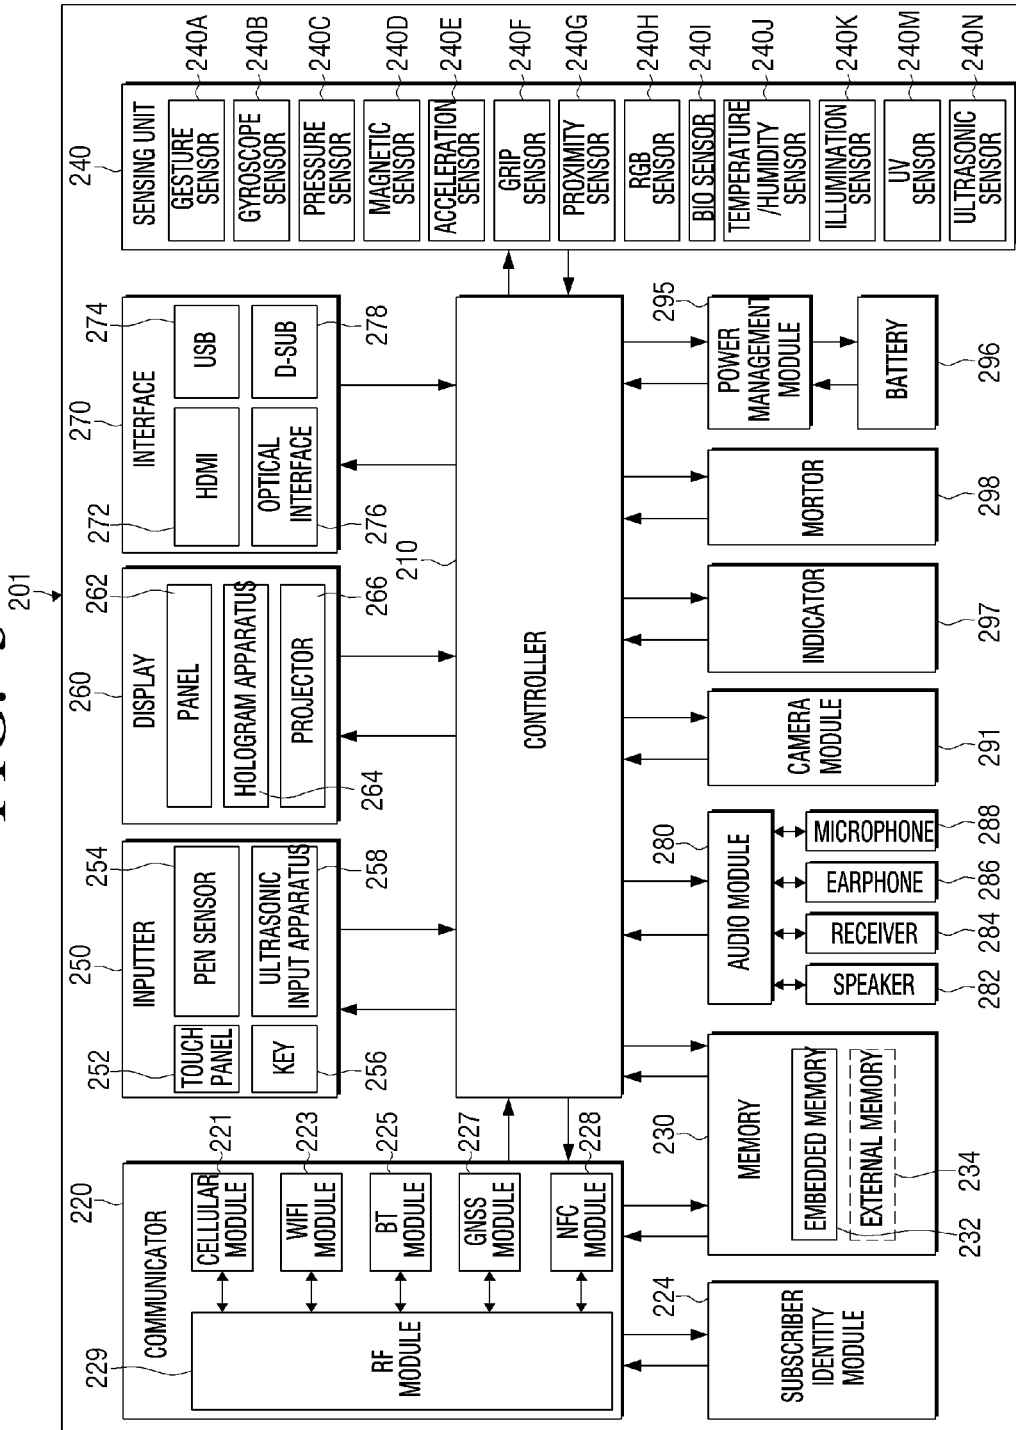 201
COMMUNICATOR
220
CELLULAR
MODULE
221
WIFI
MODULE
223
BT
MODULE
225
GNSS
MODULE
227
NFC
MODULE
228
RF
MODULE
229
INPUTTER
250
TOUCH
PANEL
252
PEN SENSOR
254
KEY
256
ULTRASONIC
INPUT APPARATUS
258
DISPLAY
260
PANEL
262
HOLOGRAM APPARATUS
264
PROJECTOR
266
INTERFACE
270
HDMI
272
USB
274
OPTICAL
INTERFACE
276
D-SUB
278
SENSING UNIT
240
GESTURE
SENSOR
240A
GYROSCOPE
SENSOR
240B
PRESSURE
SENSOR
240C
MAGNETIC
SENSOR
240D
ACCELERATION
SENSOR
240E
GRIP
SENSOR
240F
PROXIMITY
SENSOR
240G
RGB
SENSOR
240H
BIO SENSOR
240I
TEMPERATURE
/HUMIDITY
SENSOR
240J
ILLUMINATION
SENSOR
240K
UV
SENSOR
240M
ULTRASONIC
SENSOR
240N
CONTROLLER
210
SUBSCRIBER
IDENTITY
MODULE
224
MEMORY
230
EMBEDDED MEMORY
232
EXTERNAL MEMORY
234
AUDIO MODULE
280
SPEAKER
282
RECEIVER
284
EARPHONE
286
MICROPHONE
288
CAMERA
MODULE
291
INDICATOR
297
MORTOR
298
POWER
MANAGEMENT
MODULE
295
BATTERY
296